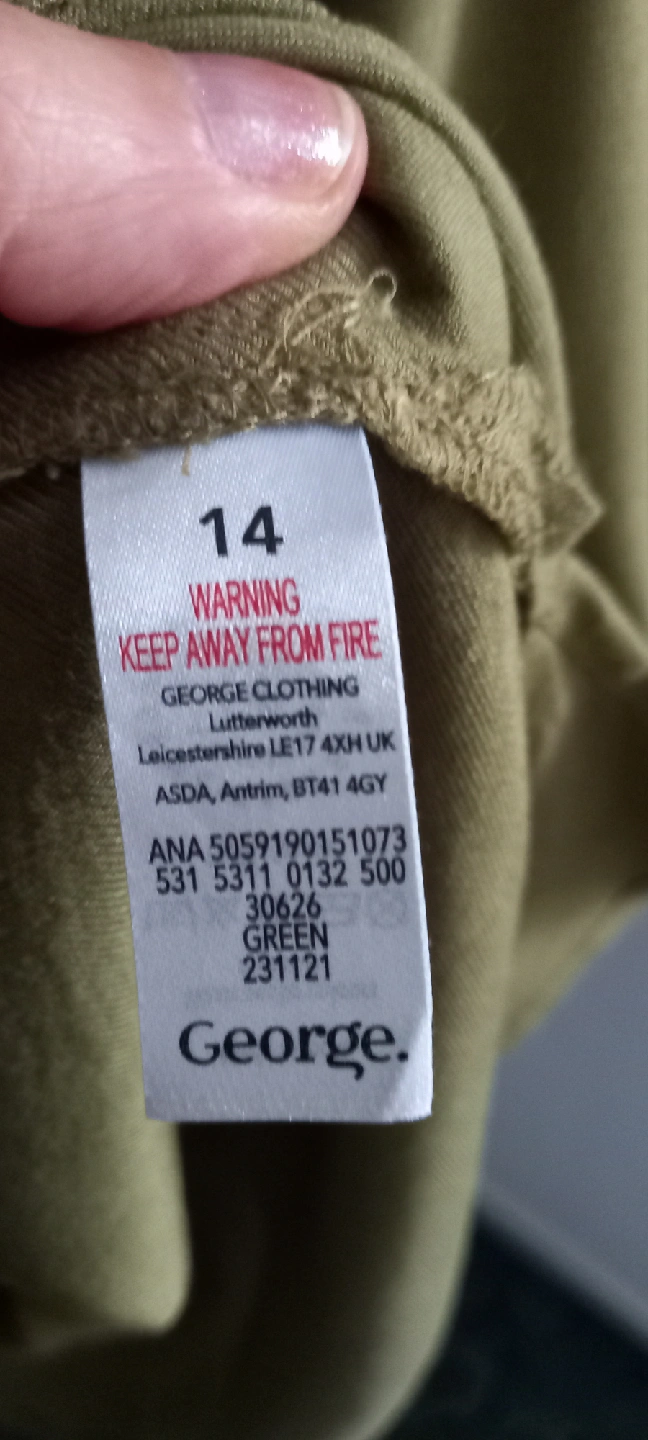 14
WARNING
KEEP AWAY FROM FIRE
GEORGE CLOTHING
Lutterworth
Leicestershire LE17 4XH UK
ASDA, Antrim, BT41 4GY
ANA 5059190151073
531 5311 0132 500
30626
GREEN
231121
George.